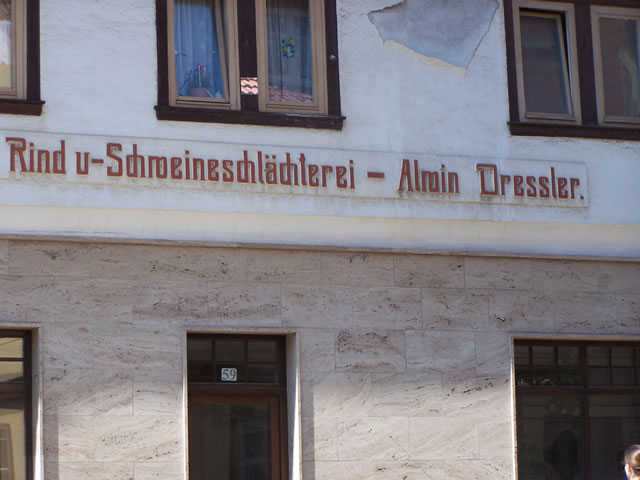 Rind u-Schweineschlächterei - Alwin Dressler.
59